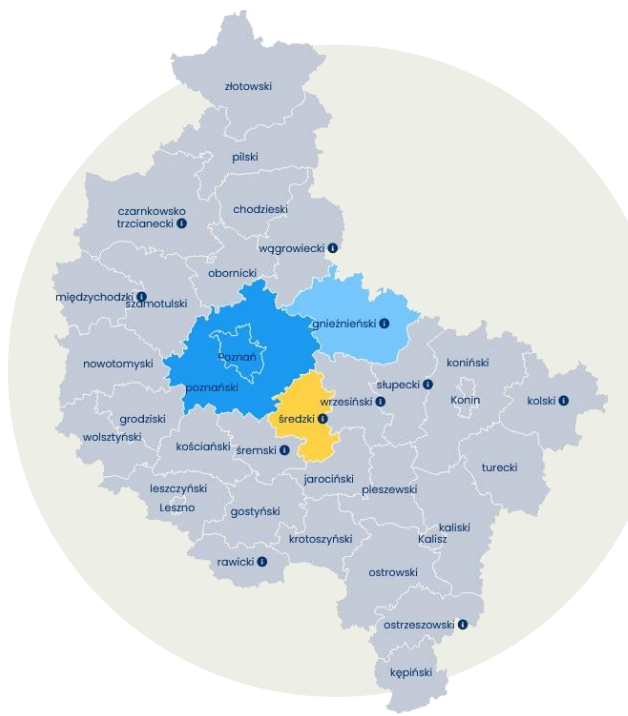 złotowski
pilski
chodzieski
czarnkowsko
trzcianecki
wągrowiecki
obornicki
międzychodzki
szamotulski
gnieźnieński
Poznań
nowotomyski
koniński
poznański
słupecki
wrzesiński
Konin
kolski
grodziski
średzki
wolsztyński
kościański
śremski
turecki
jarociński
leszczyński
pleszewski
Leszno
gostyński
kaliski
krotoszyński
Kalisz
rawicki
ostrowski
ostrzeszowski
kępiński